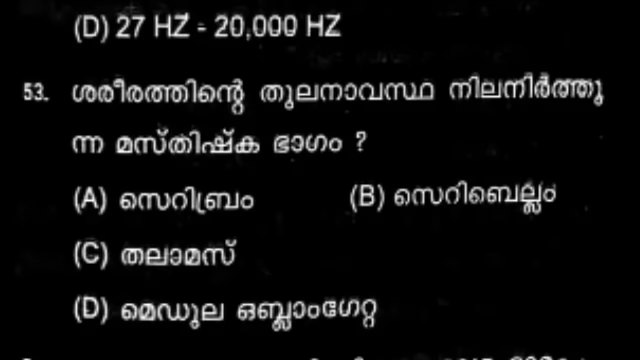 (D) 27 HZ - 20,000 HZ
53. ശരീരത്തിന്റെ തുലനാവസ്ഥ നിലനിർത്തു
ന്ന മസ്തിഷ്ക ഭാഗം ?
(A) സെറിബ്രം (B) സെറിബെല്ലം
(C) തലാമസ്
(D) മെഡുല ഒബ്ലാംഗേറ്റ